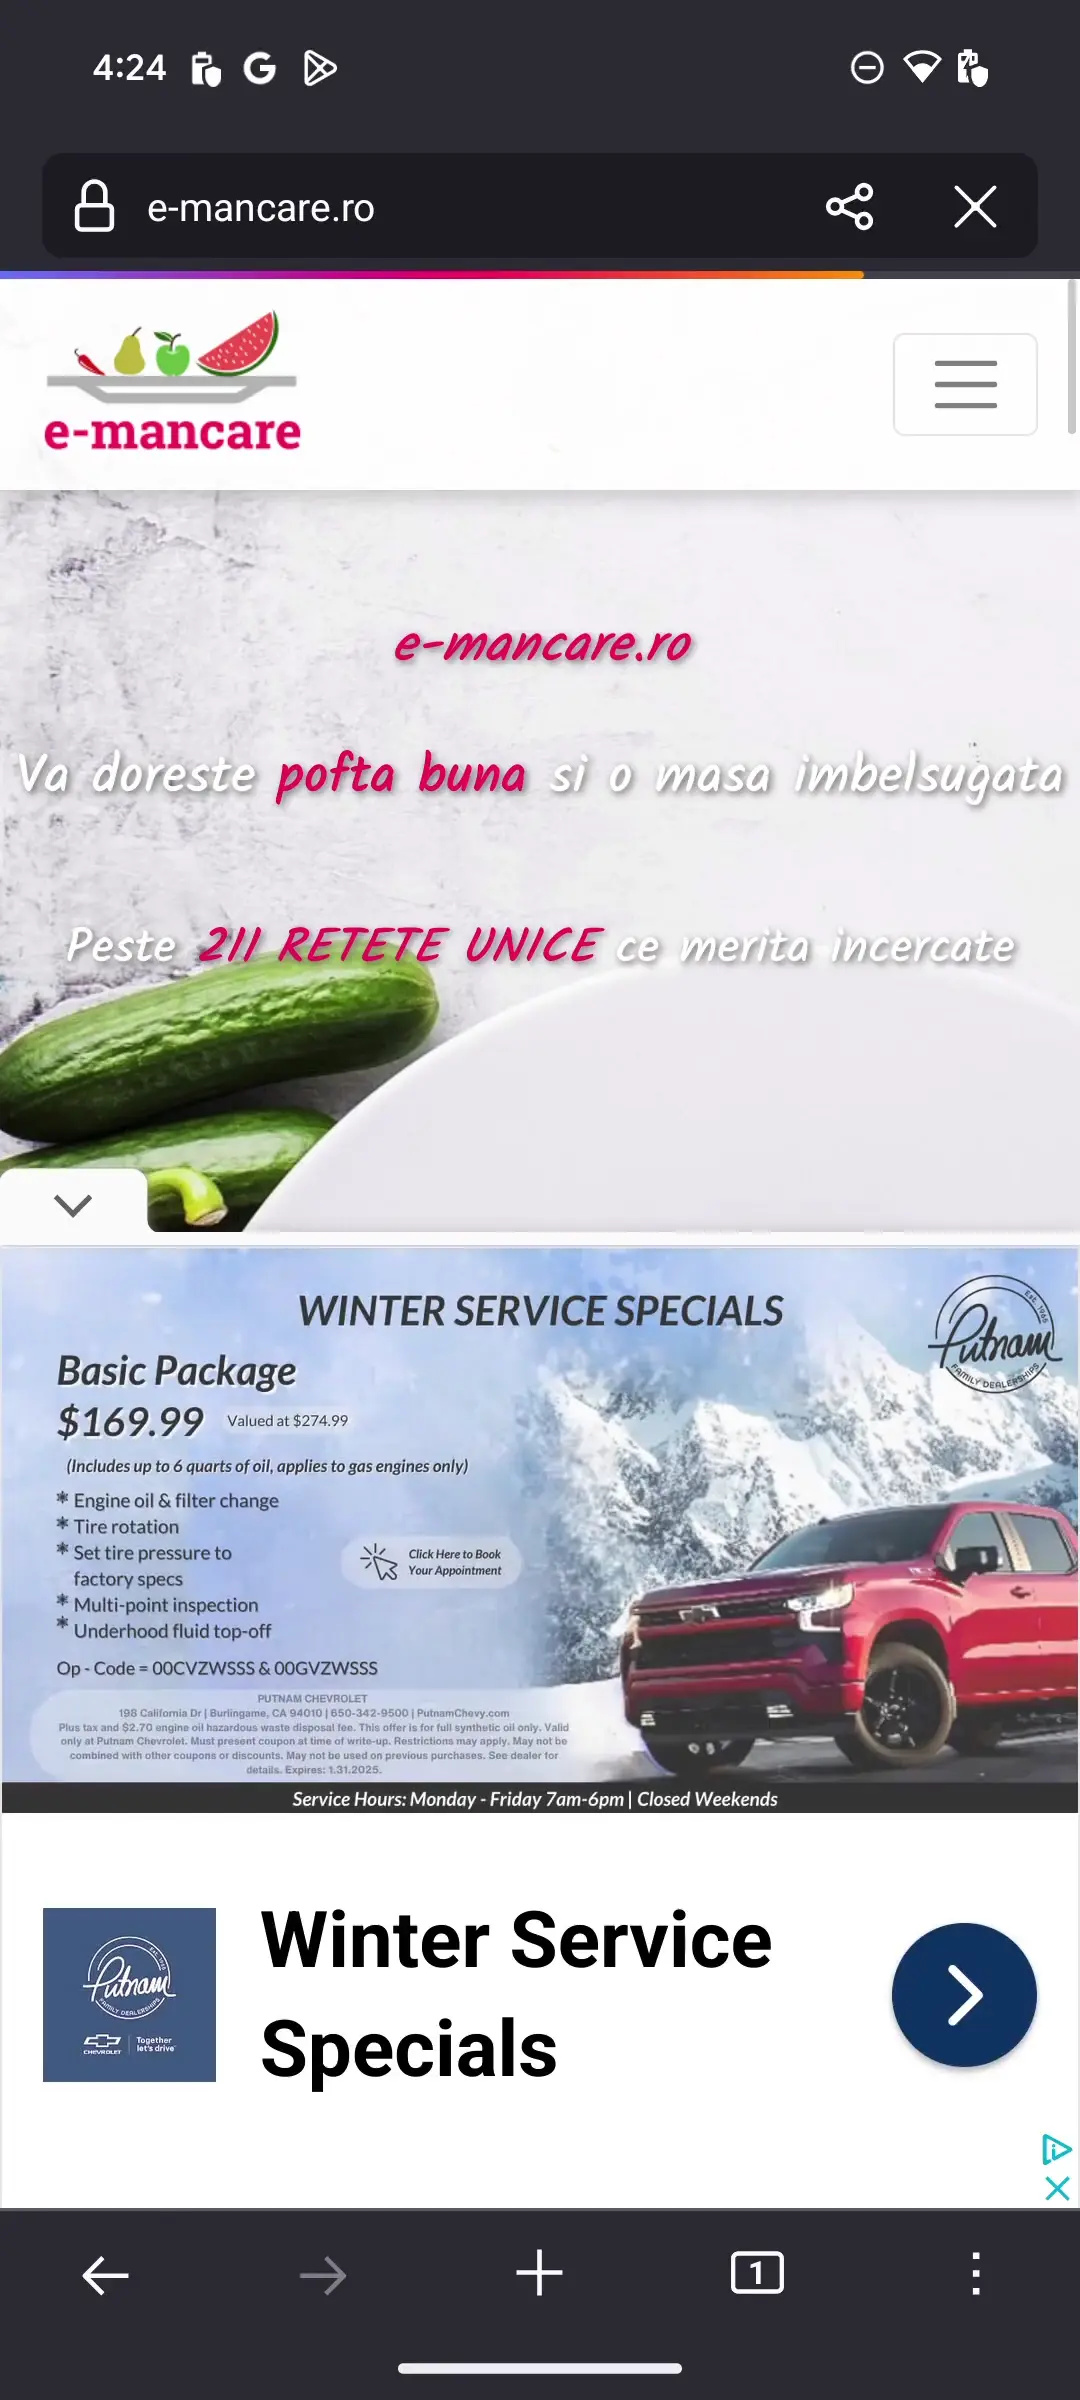 4:24
e-mancare.ro
e-mancare
e-mancare.ro
Va doreste pofta buna si o masa imbelsugata
Peste 211 RETETE UNICE ce merita incercate
WINTER SERVICE SPECIALS
Est. 1965
Putnam
FAMILY DEALERSHIPS
Basic Package
$169.99 Valued at $274.99
(Includes up to 6 quarts of oil, applies to gas engines only)
* Engine oil & filter change
* Tire rotation
* Set tire pressure to
factory specs
* Multi-point inspection
* Underhood fluid top-off
Click Here to Book
Your Appointment
Op - Code = 00CVZWSSS & 00GVZWSSS
PUTNAM CHEVROLET
198 California Dr | Burlingame, CA 94010 | 650-342-9500 | PutnamChevy.com
Plus tax and $2.70 engine oil hazardous waste disposal fee. This offer is for full synthetic oil only. Valid
only at Putnam Chevrolet. Must present coupon at time of write-up. Restrictions may apply. May not be
combined with other coupons or discounts. May not be used on previous purchases. See dealer for
details. Expires: 1.31.2025.
Service Hours: Monday - Friday 7am-6pm | Closed Weekends
Putnam
FAMILY DEALERSHIPS
CHEVROLET
Together
let's drive
Winter Service
Specials
1